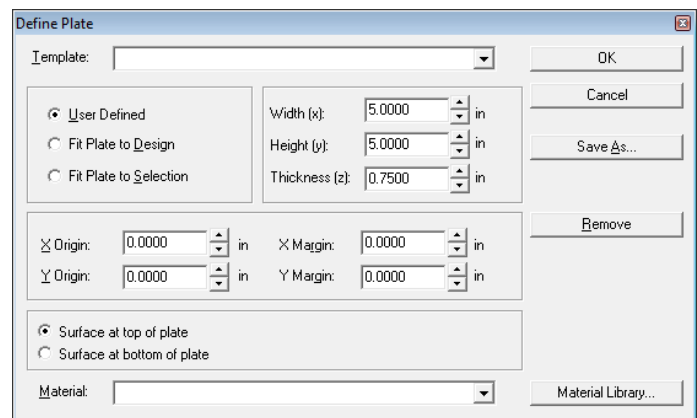 Define Plate
Template:
OK
User Defined
Fit Plate to Design
Fit Plate to Selection
Width (x): 5.0000 in
Height (y): 5.0000 in
Thickness (z): 0.7500 in
Cancel
Save As...
Remove
X Origin: 0.0000 in X Margin: 0.0000 in
Y Origin: 0.0000 in Y Margin: 0.0000 in
Surface at top of plate
Surface at bottom of plate
Material:
Material Library...